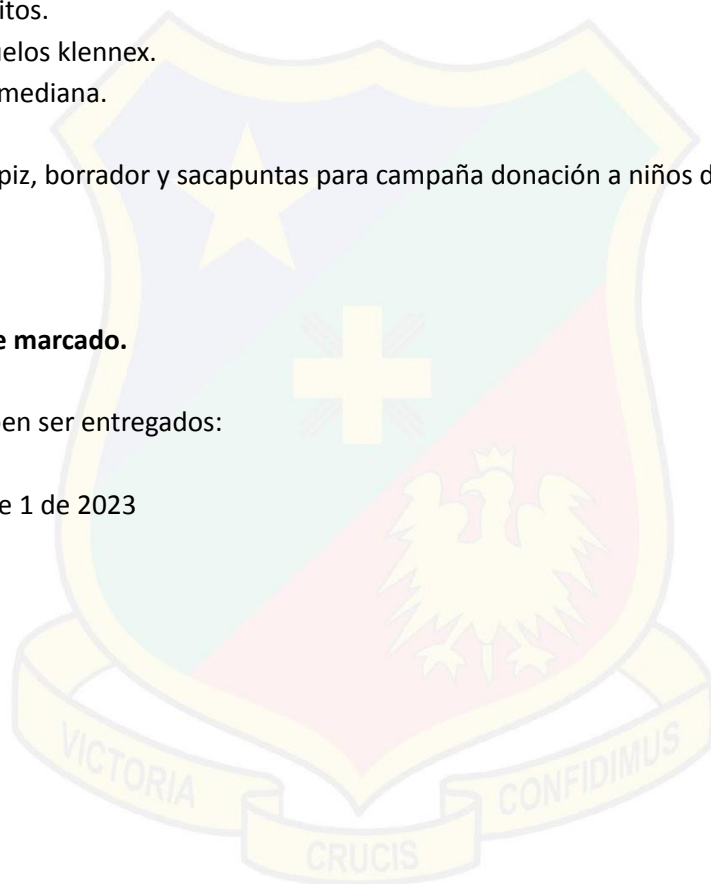 itos.
uelos klennex.
mediana.
piz, borrador y sacapuntas para campaña donación a niños d
e marcado.
en ser entregados:
e 1 de 2023
VICTORIA
CRUCIS
CONFIDIMUS